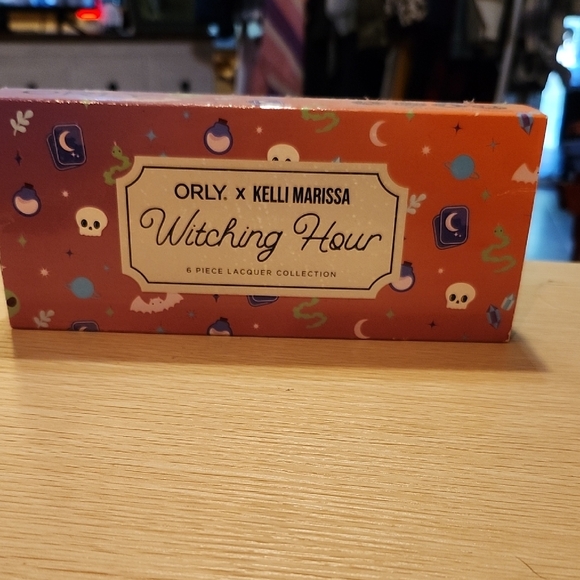 ORLY. x KELLI MARISSA
Witching Hour
6 PIECE LACQUER COLLECTION